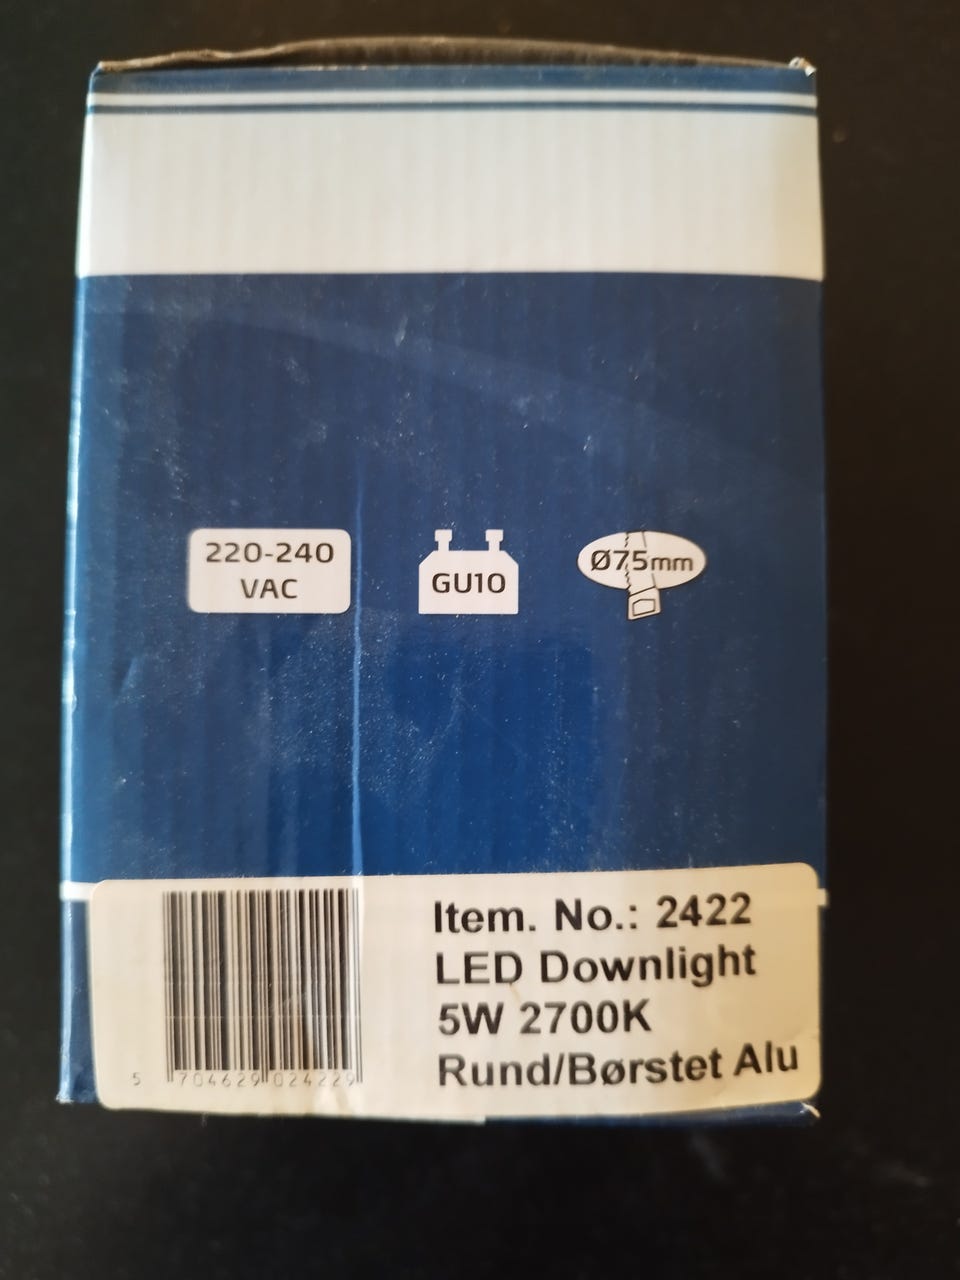 220-240
VAC
GU10
Ø75mm
Item. No.: 2422
LED Downlight
5W 2700K
Rund/Børstet Alu
5 704629 024229